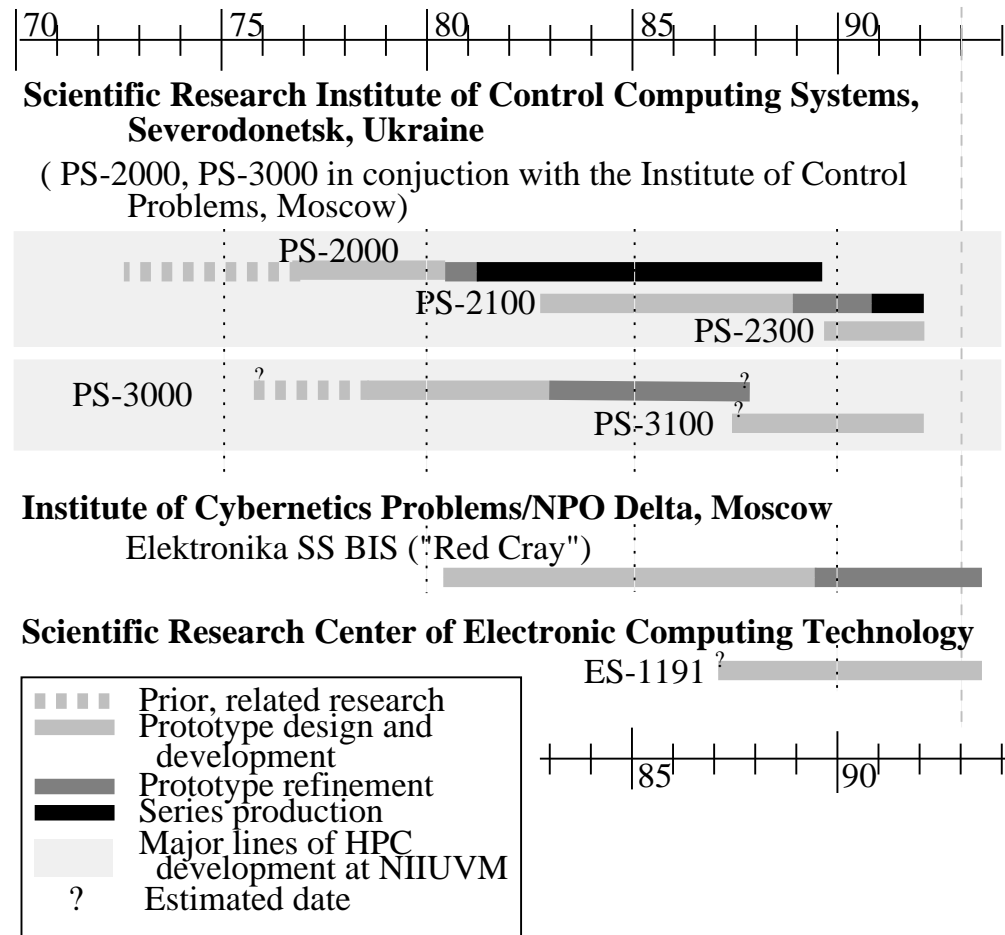 70 75 80 85 90
Scientific Research Institute of Control Computing Systems,
Severodonetsk, Ukraine
( PS-2000, PS-3000 in conjuction with the Institute of Control
Problems, Moscow)
PS-2000
PS-2100
PS-2300
?
?
PS-3000
?
PS-3100
Institute of Cybernetics Problems/NPO Delta, Moscow
Elektronika SS BIS ("Red Cray")
Scientific Research Center of Electronic Computing Technology
ES-1191 ?
Prior, related research
Prototype design and
development
Prototype refinement
Series production
Major lines of HPC
development at NIIUVM
? Estimated date
85 90